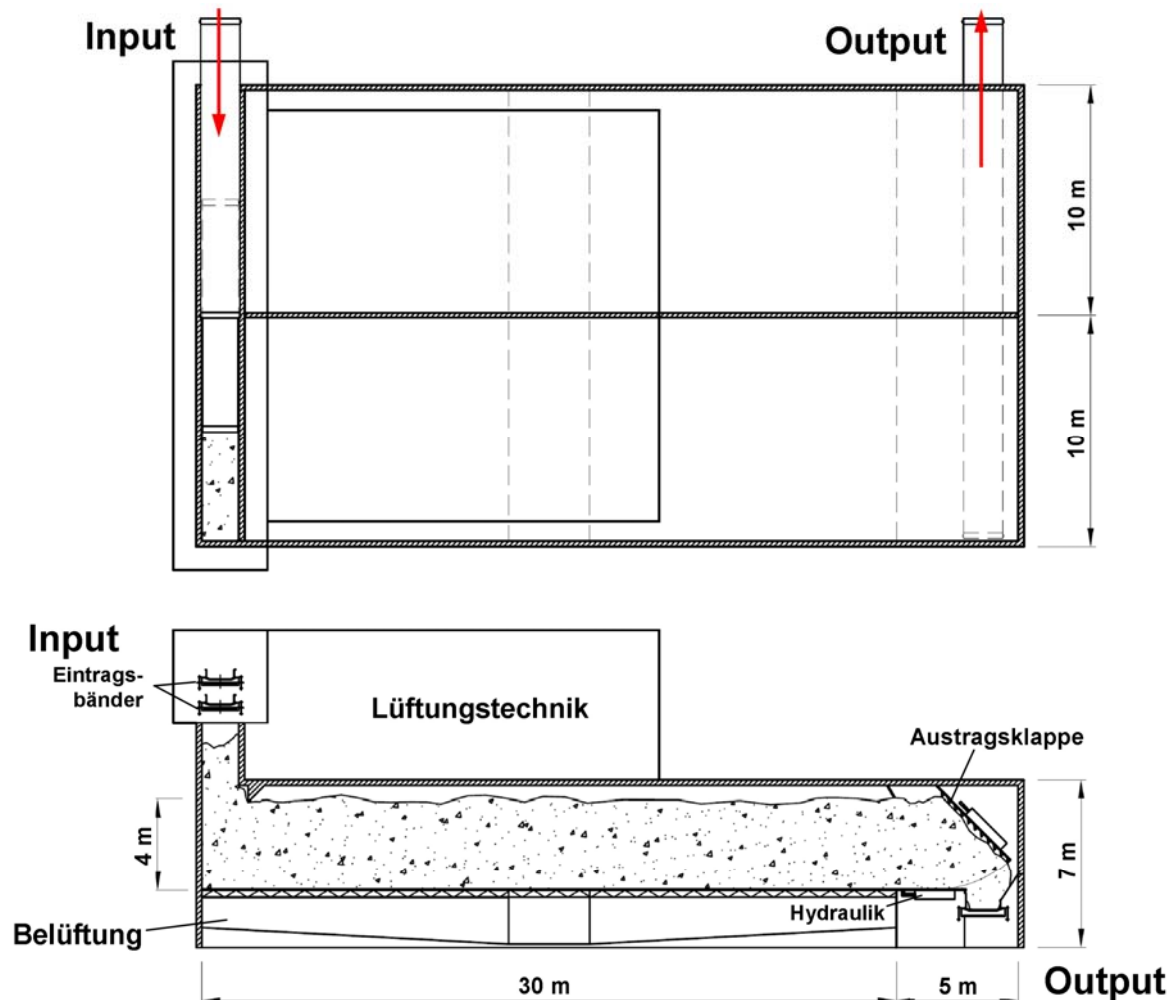 Input
Output
10 m
10 m
Input
Eintrags-
bänder
Lüftungstechnik
Austragsklappe
4 m
7 m
Hydraulik
Belüftung
30 m
5 m
Output